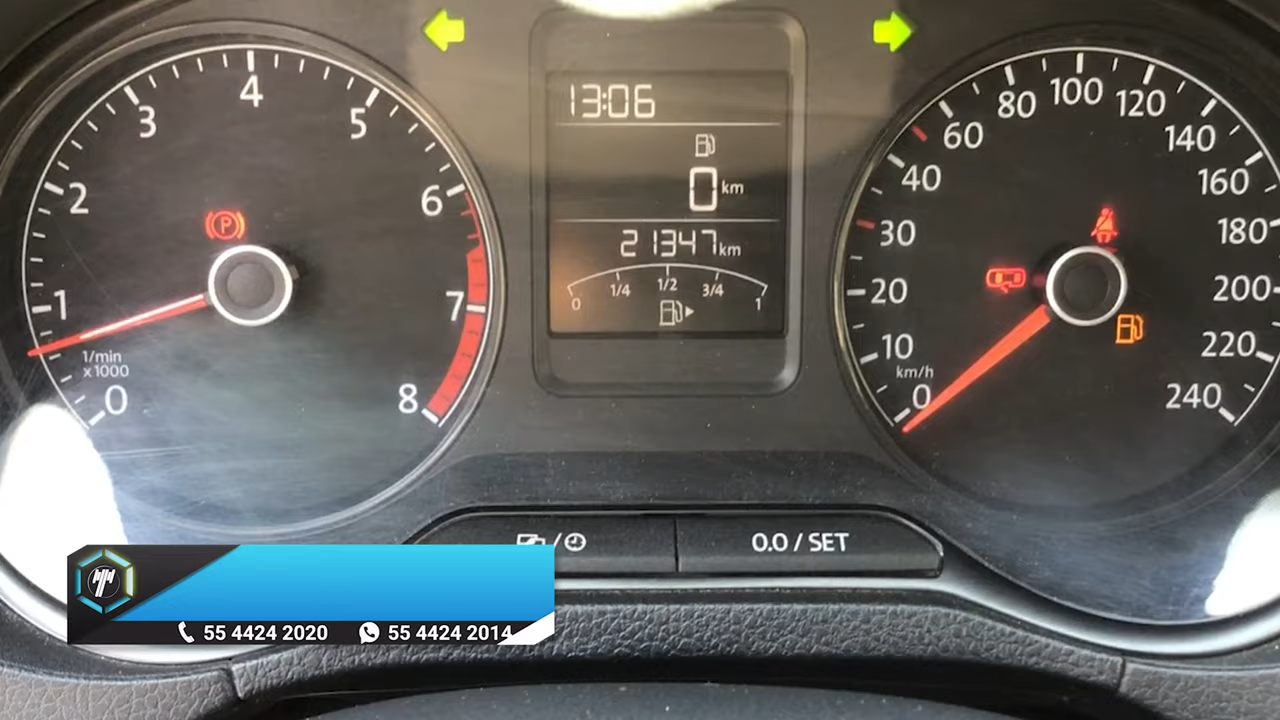 13:06
0 km
21347 km
0 1/4 1/2 3/4 1
0 1 2 3 4 5 6 7 8
1/min
x1000
P
0 10 20 30 40 60 80 100 120 140 160 180 200 220 240
km/h
/
0.0 / SET
55 4424 2020 55 4424 2014